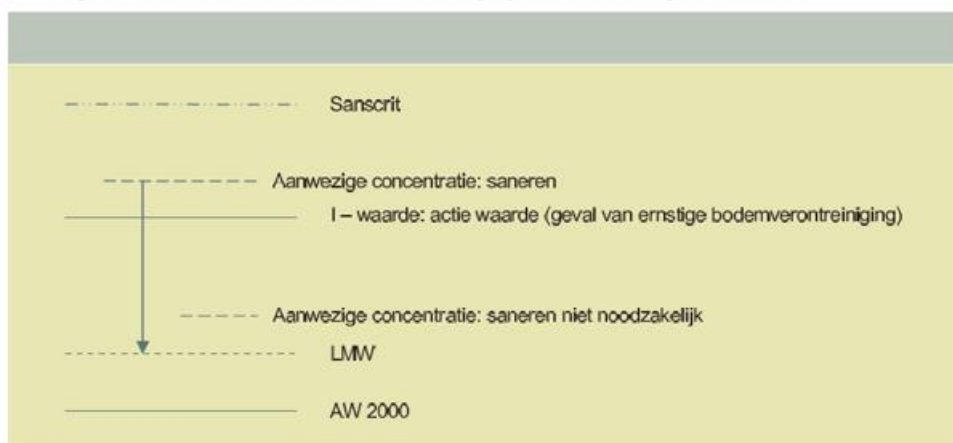 Sanscrit
Aanwezige concentratie: saneren
I – waarde: actie waarde (geval van ernstige bodemverontreiniging)
Aanwezige concentratie: saneren niet noodzakelijk
LMW
AW 2000